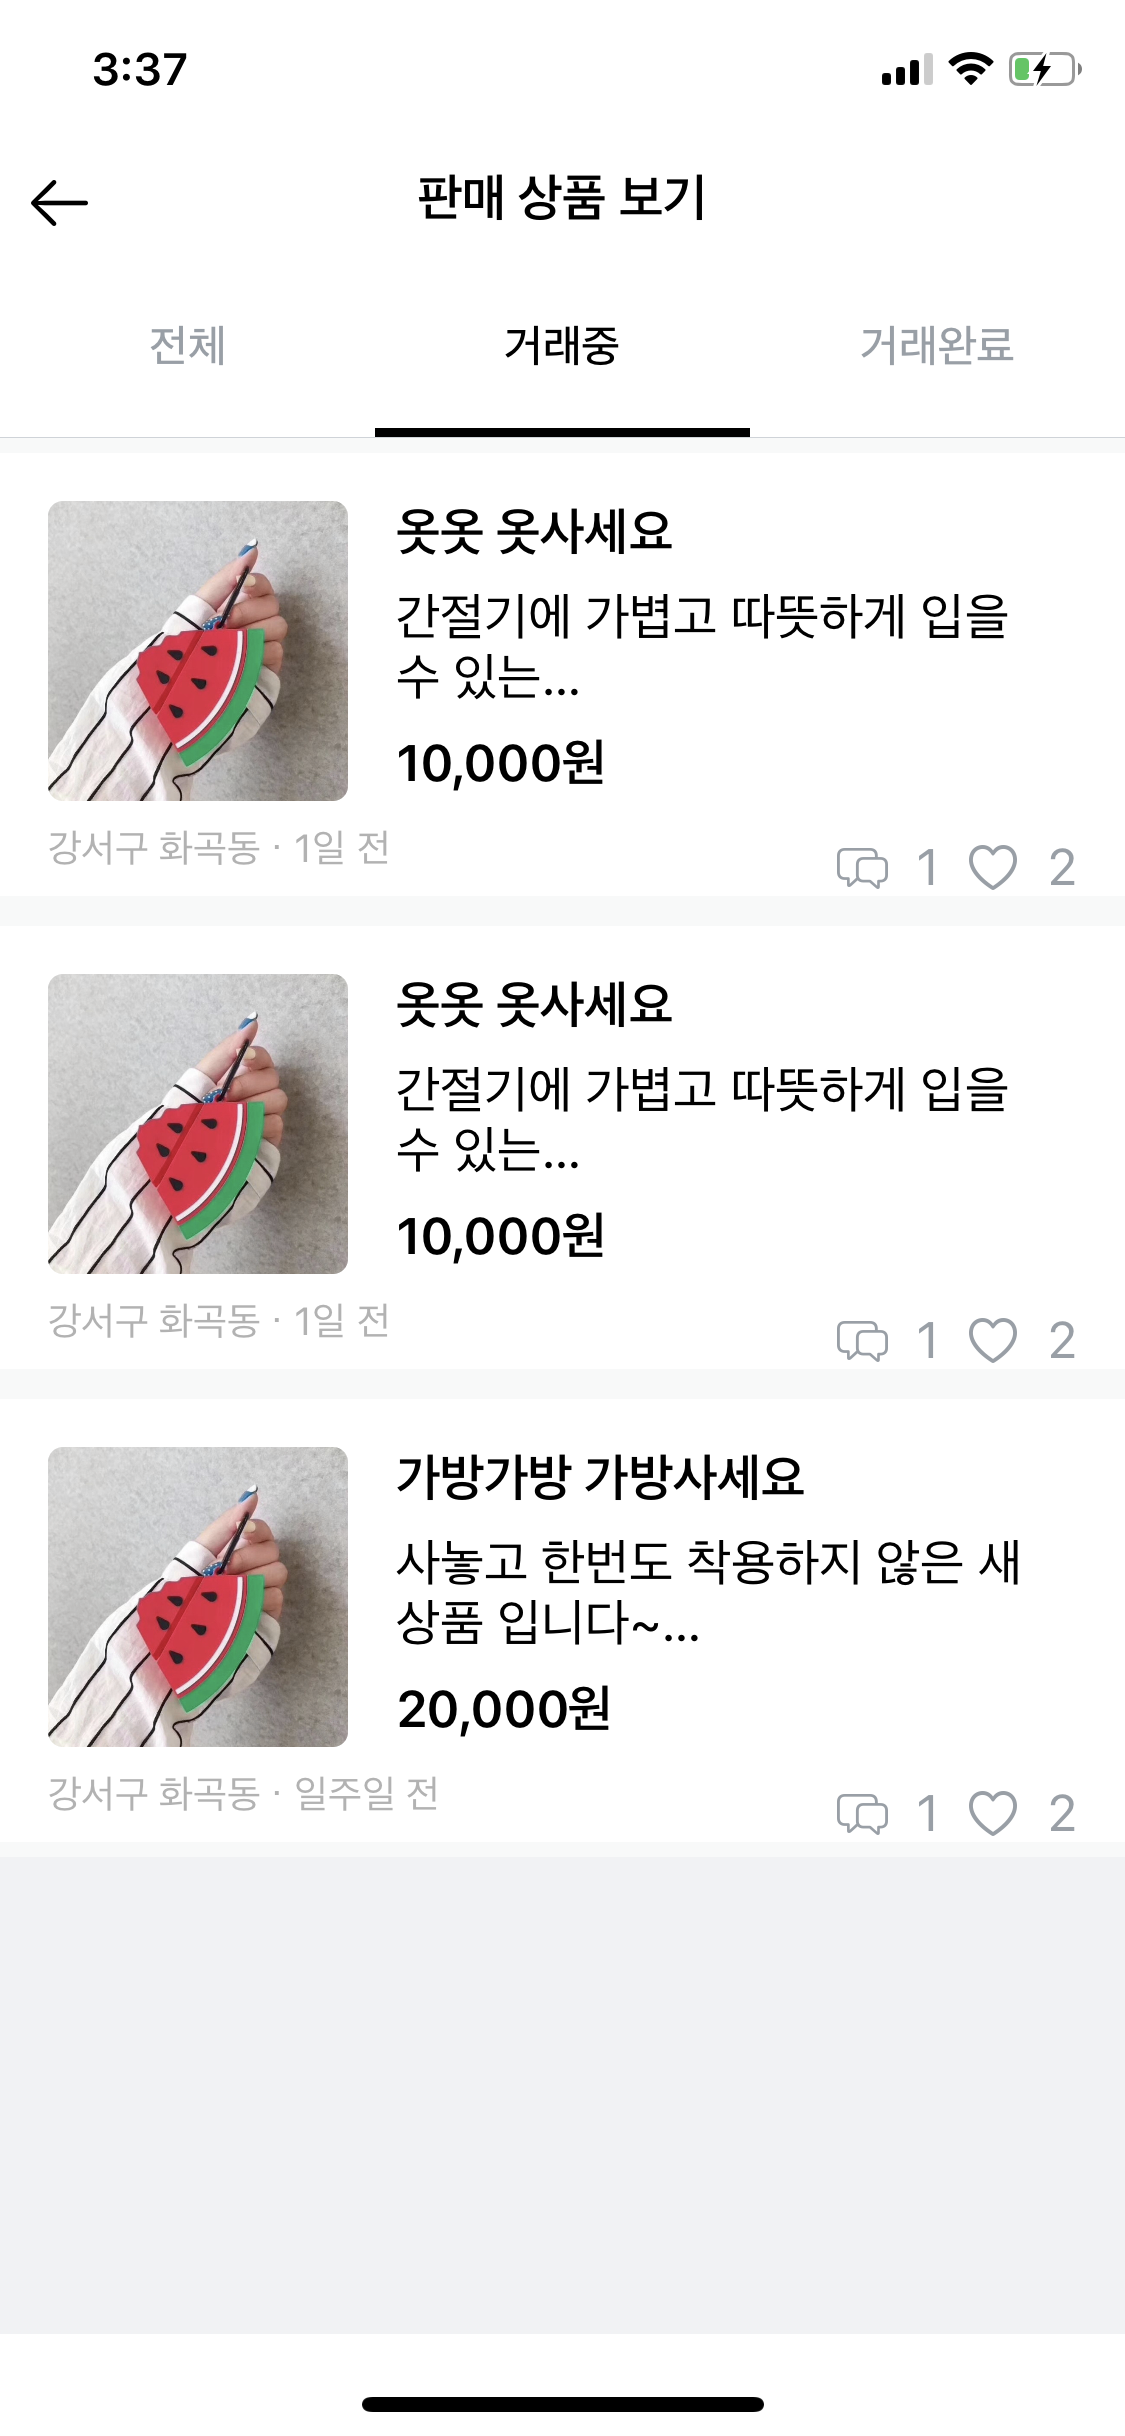 3:37
판매 상품 보기
전체 거래중 거래완료
옷옷 옷사세요
간절기에 가볍고 따뜻하게 입을
수 있는...
10,000원
강서구 화곡동 · 1일 전
1 2
옷옷 옷사세요
간절기에 가볍고 따뜻하게 입을
수 있는...
10,000원
강서구 화곡동 · 1일 전
1 2
가방가방 가방사세요
사놓고 한번도 착용하지 않은 새
상품 입니다~...
20,000원
강서구 화곡동 · 일주일 전
1 2